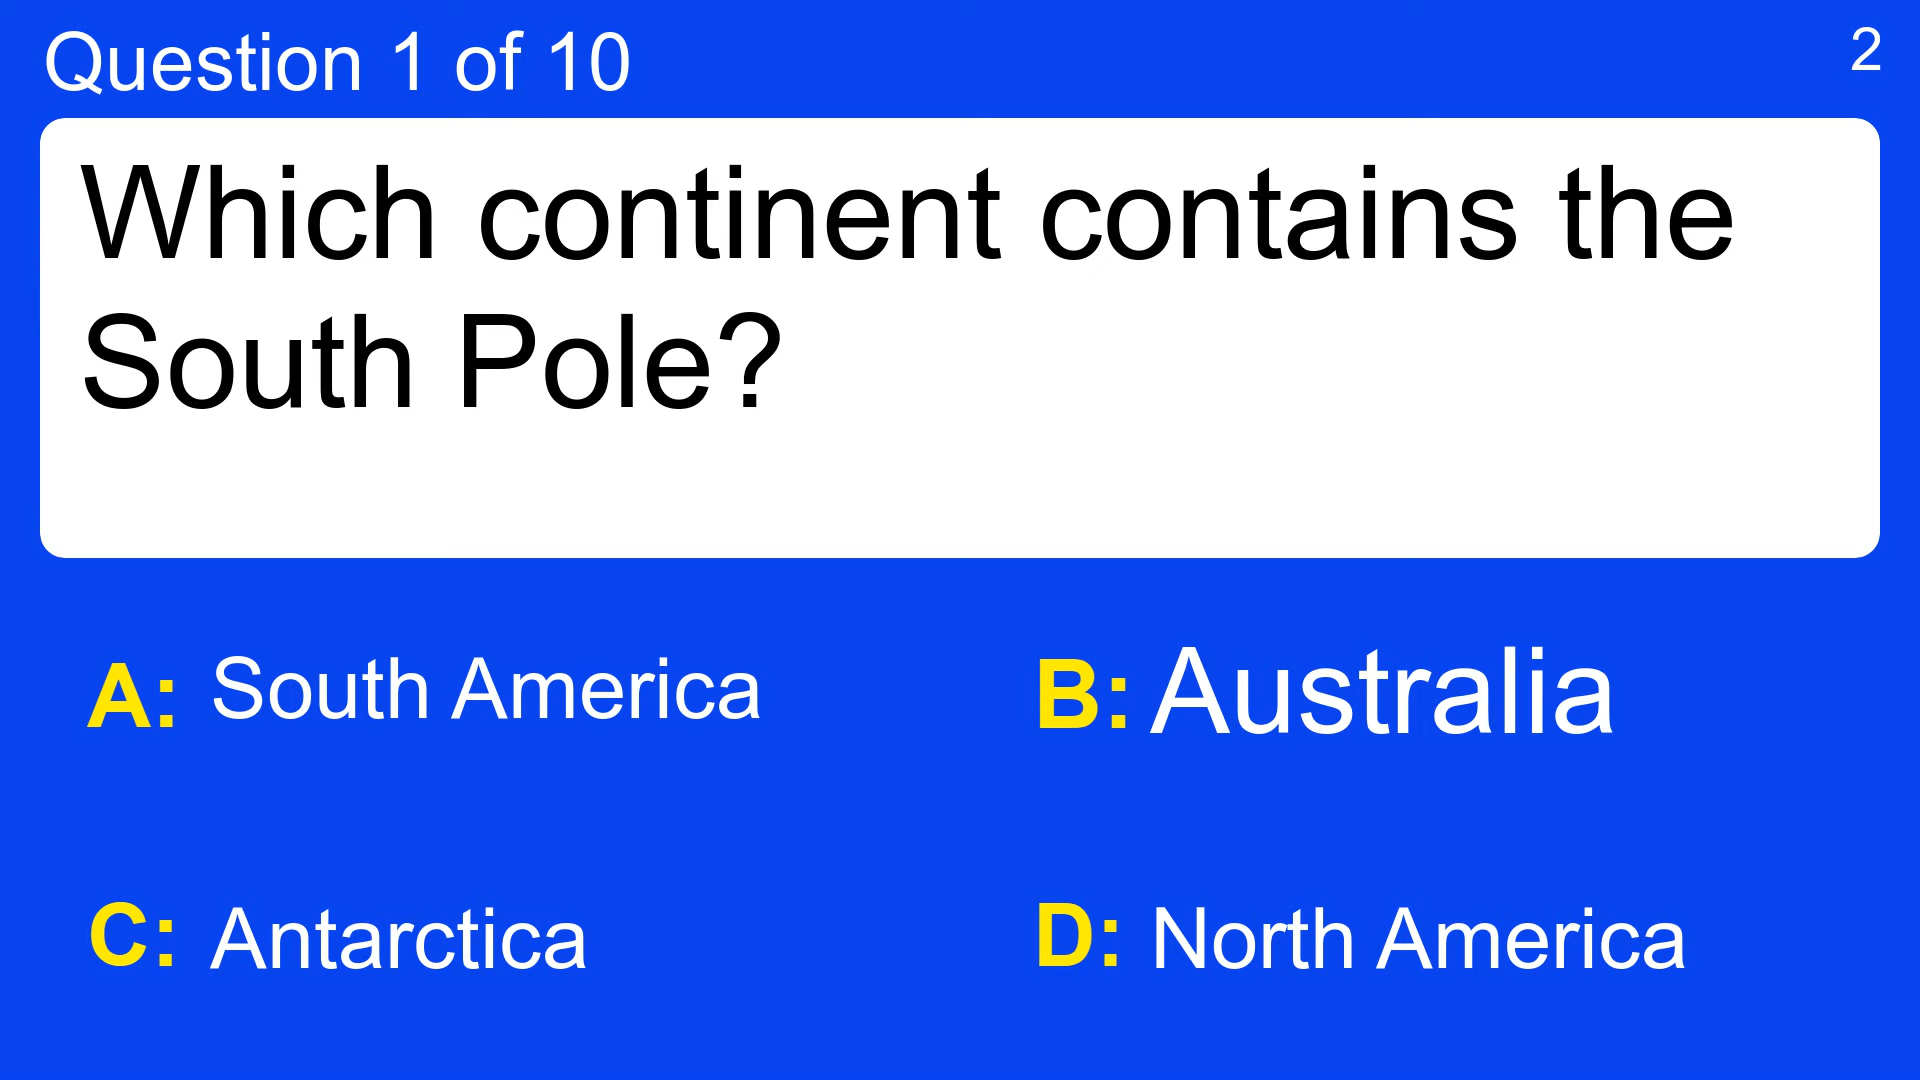 Question 1 of 10
2
Which continent contains the
South Pole?
A: South America
B: Australia
C: Antarctica
D: North America